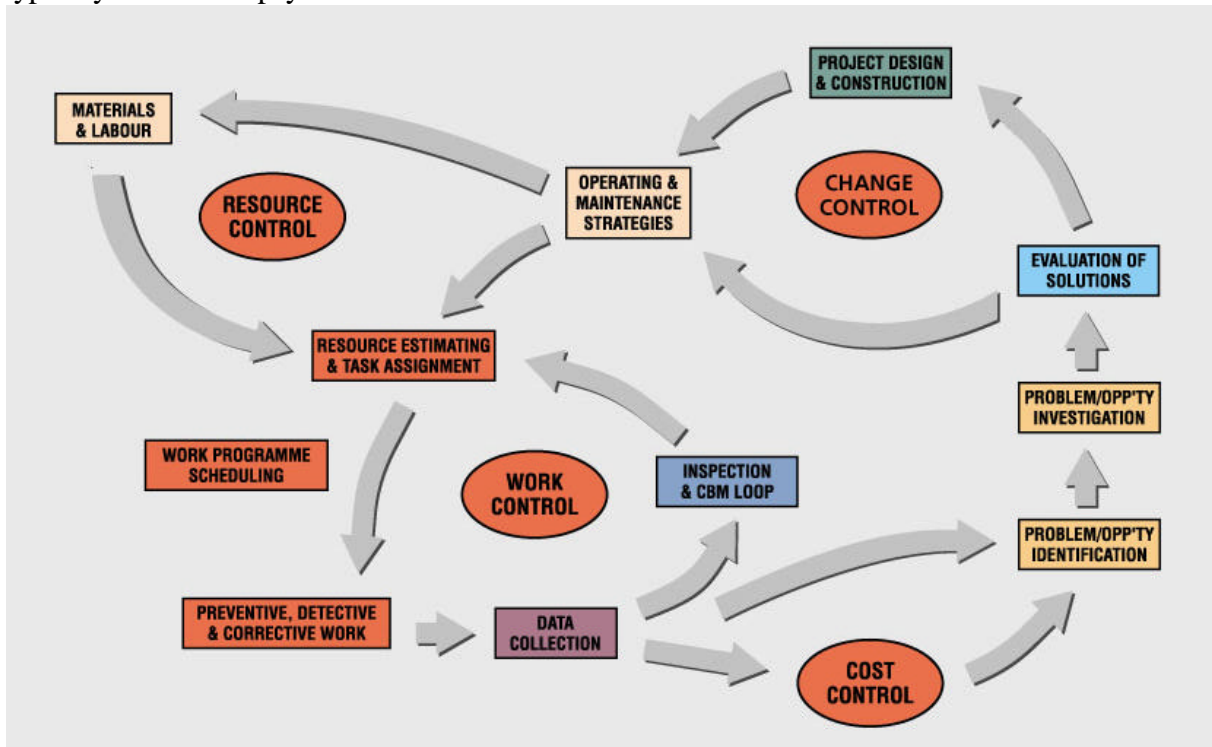 PROJECT DESIGN
& CONSTRUCTION
MATERIALS
& LABOUR
OPERATING &
MAINTENANCE
STRATEGIES
CHANGE
CONTROL
RESOURCE
CONTROL
EVALUATION OF
SOLUTIONS
RESOURCE ESTIMATING
& TASK ASSIGNMENT
PROBLEM/OPP'TY
INVESTIGATION
WORK PROGRAMME
SCHEDULING
WORK
CONTROL
INSPECTION
& CBM LOOP
PROBLEM/OPP'TY
IDENTIFICATION
PREVENTIVE, DETECTIVE
& CORRECTIVE WORK
DATA
COLLECTION
COST
CONTROL